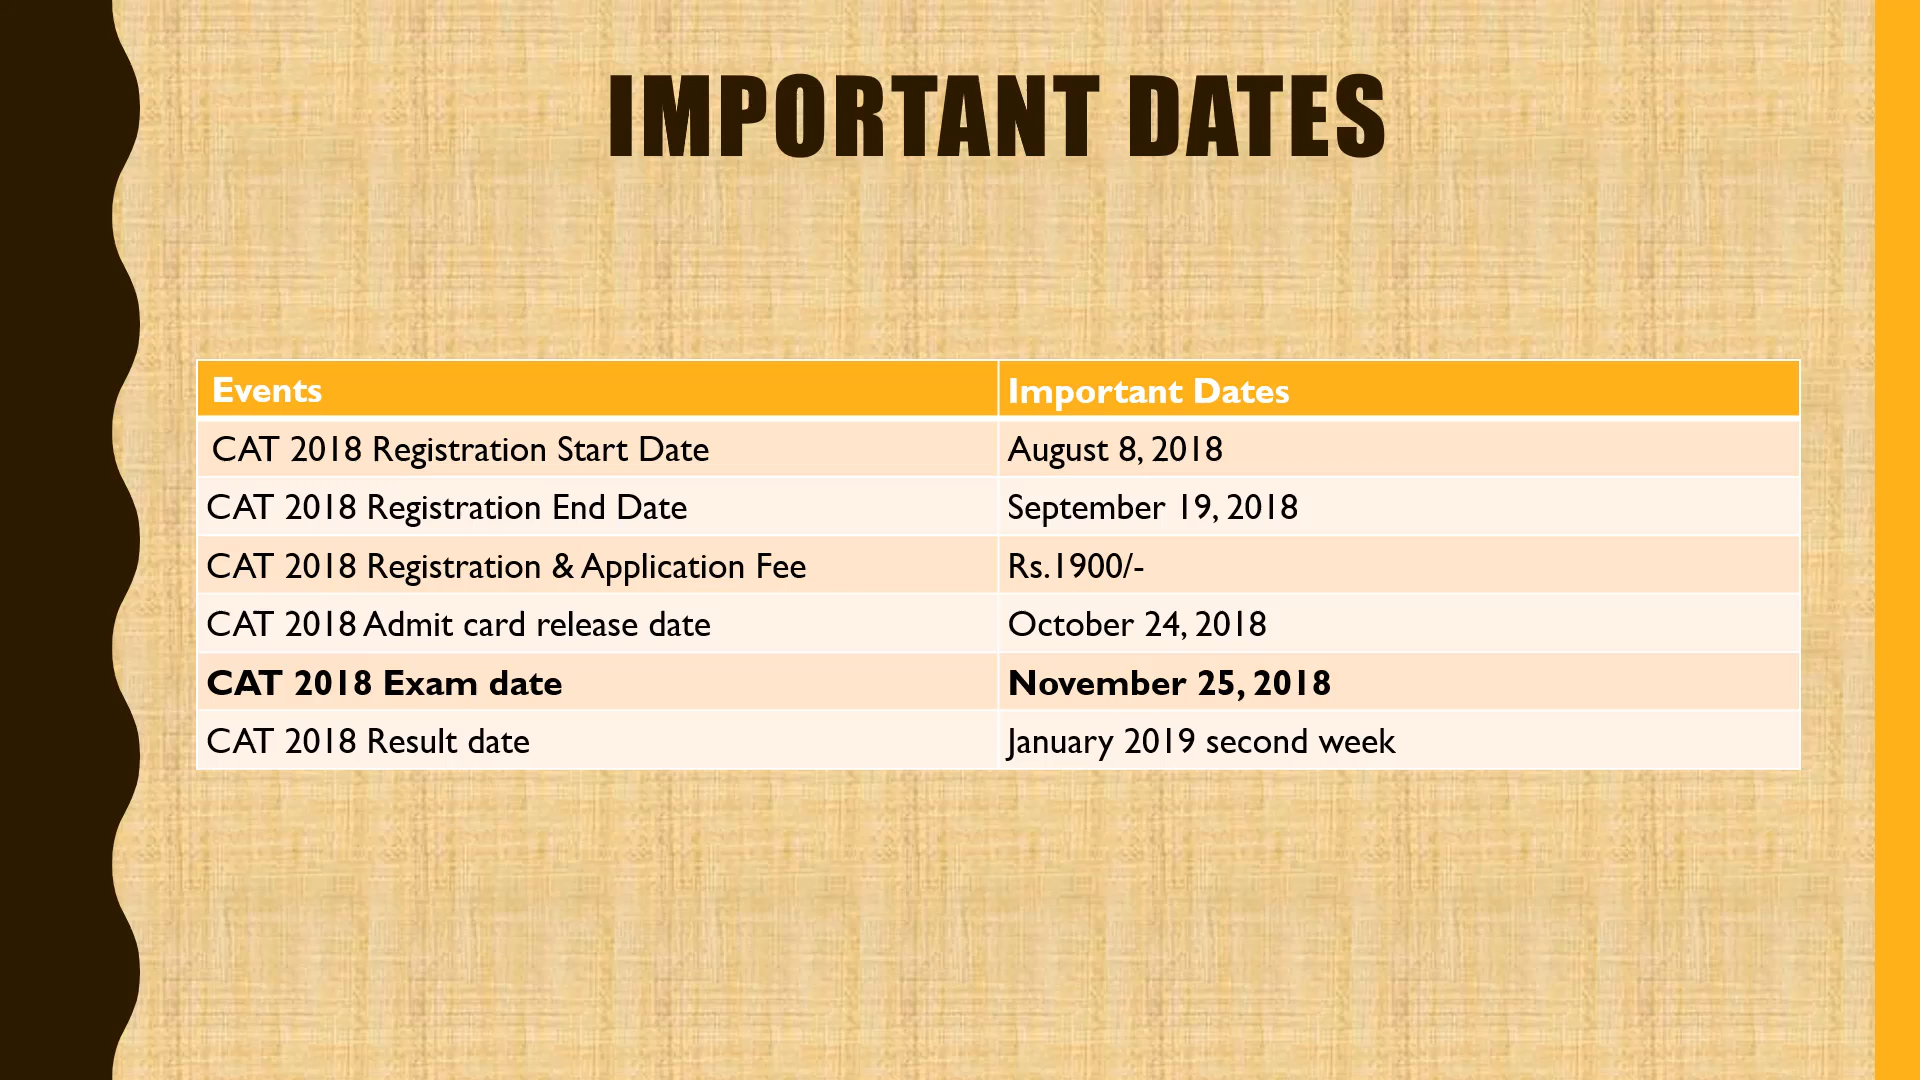 IMPORTANT DATES
Events Important Dates
CAT 2018 Registration Start Date August 8, 2018
CAT 2018 Registration End Date September 19, 2018
CAT 2018 Registration & Application Fee Rs.1900/-
CAT 2018 Admit card release date October 24, 2018
CAT 2018 Exam date November 25, 2018
CAT 2018 Result date January 2019 second week